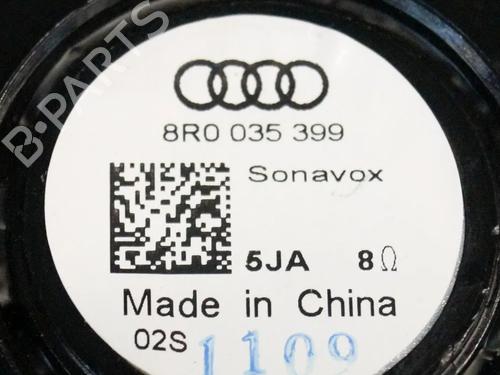 B-PARTS
8R0 035 399
Sonavox
5JA 8Ω
Made in China
02S
1109